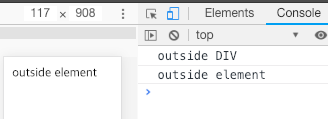 117 × 908
Elements Console
top
outside element
outside DIV
outside element